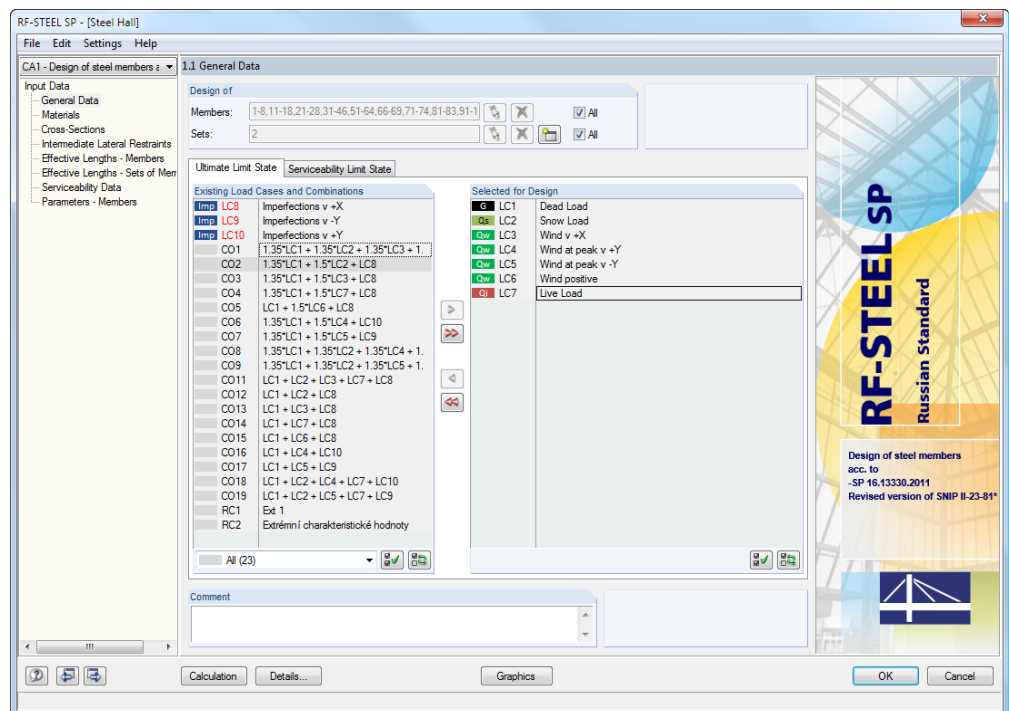 RF-STEEL SP - [Steel Hall]
File Edit Settings Help
CA1 - Design of steel members a
1.1 General Data
Input Data
General Data
Materials
Cross-Sections
Intermediate Lateral Restraints
Effective Lengths - Members
Effective Lengths - Sets of Mem
Serviceability Data
Parameters - Members
Design of
Members: 1-8,11-18,21-28,31-46,51-64,66-69,71-74,81-83,91-1 All
Sets: 2 All
Ultimate Limit State Serviceability Limit State
Existing Load Cases and Combinations
Imp LC8 Imperfections v +X
Imp LC9 Imperfections v -Y
Imp LC10 Imperfections v +Y
CO1 1.35*LC1 + 1.35*LC2 + 1.35*LC3 + 1.
CO2 1.35*LC1 + 1.5*LC2 + LC8
CO3 1.35*LC1 + 1.5*LC3 + LC8
CO4 1.35*LC1 + 1.5*LC7 + LC8
CO5 LC1 + 1.5*LC6 + LC8
CO6 1.35*LC1 + 1.5*LC4 + LC10
CO7 1.35*LC1 + 1.5*LC5 + LC9
CO8 1.35*LC1 + 1.35*LC2 + 1.35*LC4 + 1.
CO9 1.35*LC1 + 1.35*LC2 + 1.35*LC5 + 1.
CO11 LC1 + LC2 + LC3 + LC7 + LC8
CO12 LC1 + LC2 + LC8
CO13 LC1 + LC3 + LC8
CO14 LC1 + LC7 + LC8
CO15 LC1 + LC6 + LC8
CO16 LC1 + LC4 + LC10
CO17 LC1 + LC5 + LC9
CO18 LC1 + LC2 + LC4 + LC7 + LC10
CO19 LC1 + LC2 + LC5 + LC7 + LC9
RC1 Ext 1
RC2 Extrémní charakteristické hodnoty
All (23)
Selected for Design
G LC1 Dead Load
Qs LC2 Snow Load
Qw LC3 Wind v +X
Qw LC4 Wind at peak v +Y
Qw LC5 Wind at peak v -Y
Qw LC6 Wind positive
Qi LC7 Live Load
Comment
RF-STEEL SP
Russian Standard
Design of steel members
acc. to
-SP 16.13330.2011
Revised version of SNIP II-23-81*
Calculation Details... Graphics OK Cancel